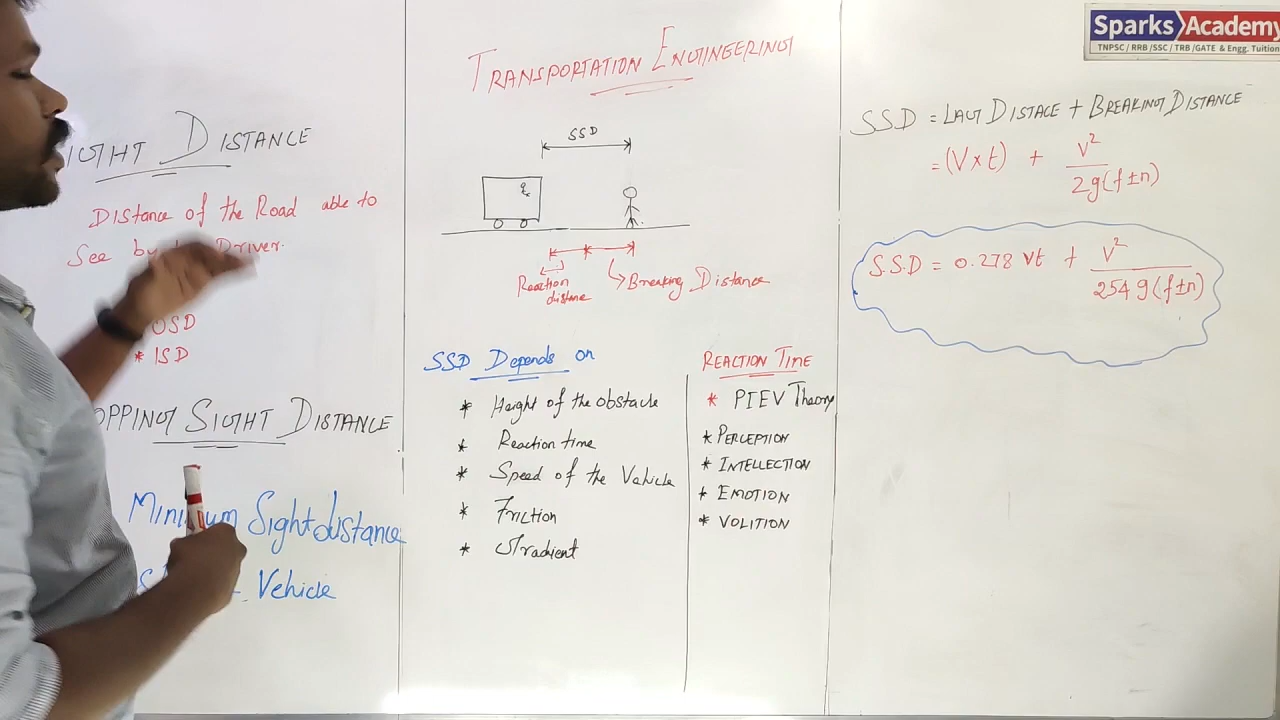 Sparks Academy
TNPSC / RRB /SSC / TRB /GATE & Engg. Tuition
TRANSPORTATION ENGINEERING
IGHT DISTANCE
Distance of the Road able to
See by Driver.
OSD
* ISD
OPPING SIGHT DISTANCE
Minimum Sight distance
Vehicle
SSD
Reaction
distane
Breaking Distance
SSD Depends on
* Height of the obstacle
* Reaction time
* Speed of the Vehicle
* Friction
* Gradient
REACTION TIME
* PIEV Theory
* PERCEPTION
* INTELLECTION
* EMOTION
* VOLITION
SSD = LAG DISTACE + BREAKING DISTANCE
= (V x t) + V²/2g(f±n)
S.S.D = 0.278 Vt + V²/254 g(f±n)